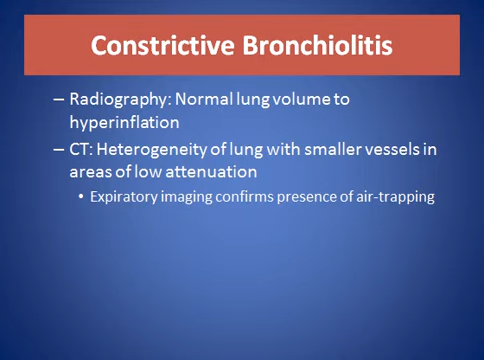 Constrictive Bronchiolitis
– Radiography: Normal lung volume to
hyperinflation
– CT: Heterogeneity of lung with smaller vessels in
areas of low attenuation
• Expiratory imaging confirms presence of air-trapping